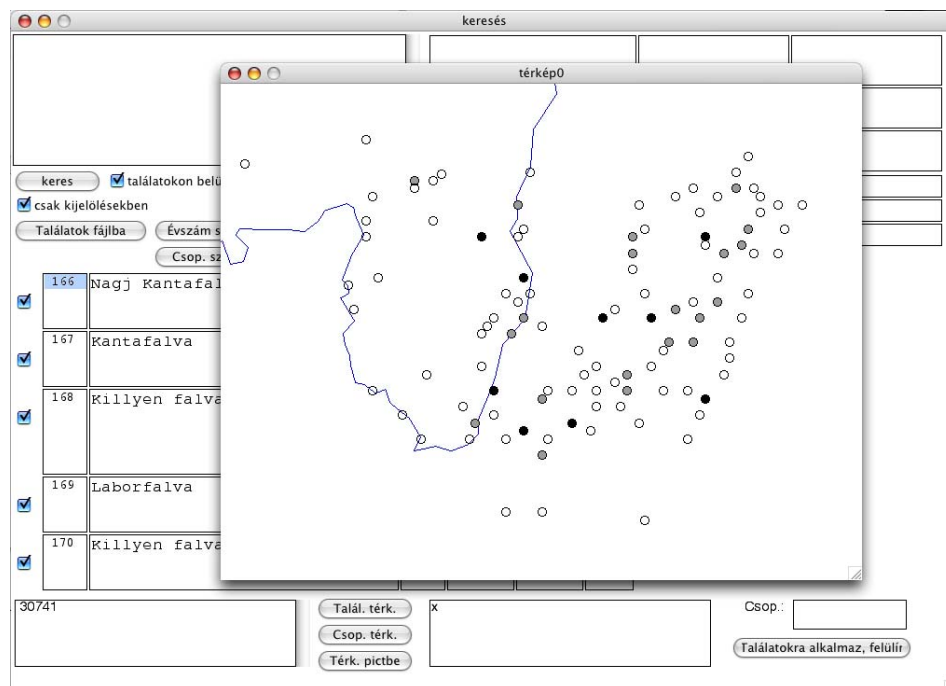 keresés
térkép0
keres
találatokon belü
csak kijelölésekben
Találatok fájlba
Évszám s
Csop. sz
166 Nagj Kantafal
167 Kantafalva
168 Killyen falva
169 Laborfalva
170 Killyen falva
30741
Talál. térk.
x
Csop.:
Csop. térk.
Találatokra alkalmaz, felülír
Térk. pictbe